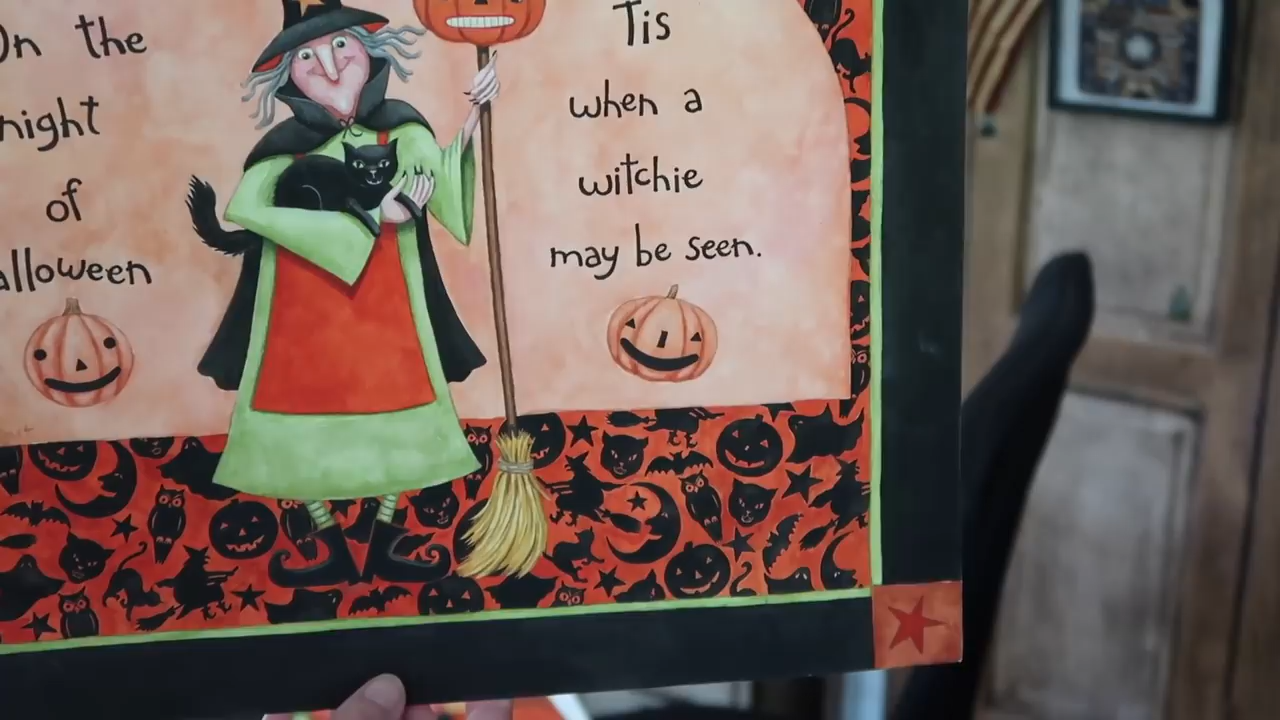 On the
night
of
alloween
Tis
when a
witchie
may be seen.